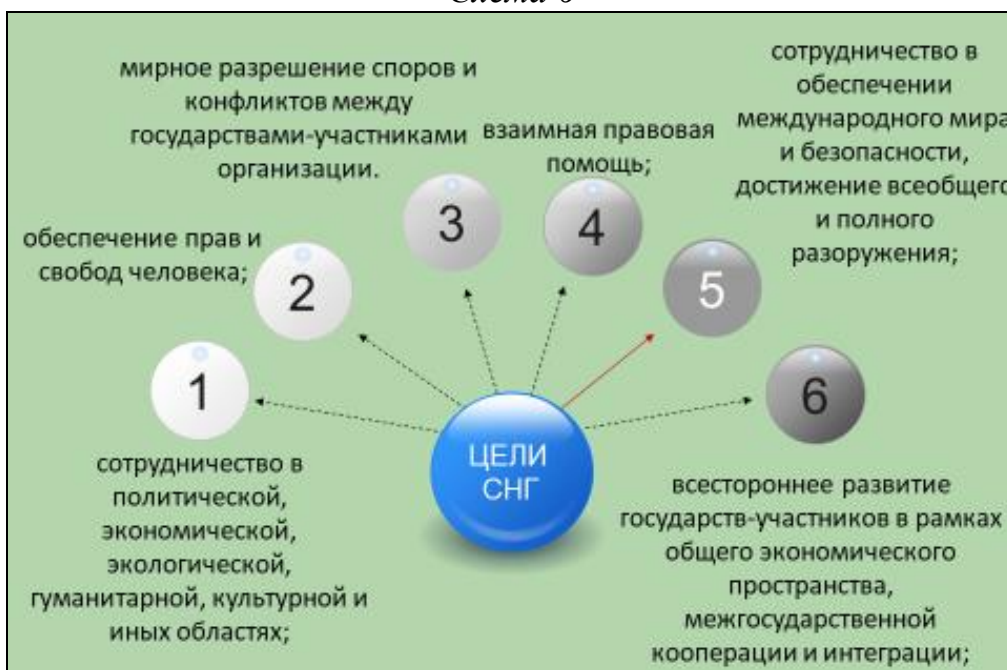 мирное разрешение споров и
конфликтов между
государствами-участниками
организации.
взаимная правовая
помощь;
сотрудничество в
обеспечении
международного мира
и безопасности,
достижение всеобщего
и полного
разоружения;
обеспечение прав и
свобод человека;
3
4
2
5
1
6
ЦЕЛИ
СНГ
сотрудничество в
политической,
экономической,
экологической,
гуманитарной, культурной и
иных областях;
всестороннее развитие
государств-участников в рамках
общего экономического
пространства,
межгосударственной
кооперации и интеграции;